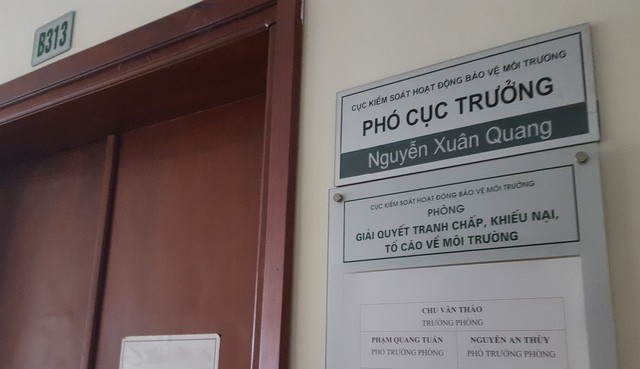 B313
CỤC KIỂM SOÁT HOẠT ĐỘNG BẢO VỆ MÔI TRƯỜNG
PHÓ CỤC TRƯỞNG
Nguyễn Xuân Quang
CỤC KIỂM SOÁT HOẠT ĐỘNG BẢO VỆ MÔI TRƯỜNG
PHÒNG
GIẢI QUYẾT TRANH CHẤP, KHIẾU NẠI,
TỐ CÁO VỀ MÔI TRƯỜNG
CHU VĂN THẢO
TRƯỞNG PHÒNG
PHẠM QUANG TUẤN NGUYỄN AN THỦY
PHÓ TRƯỞNG PHÒNG PHÓ TRƯỞNG PHÒNG